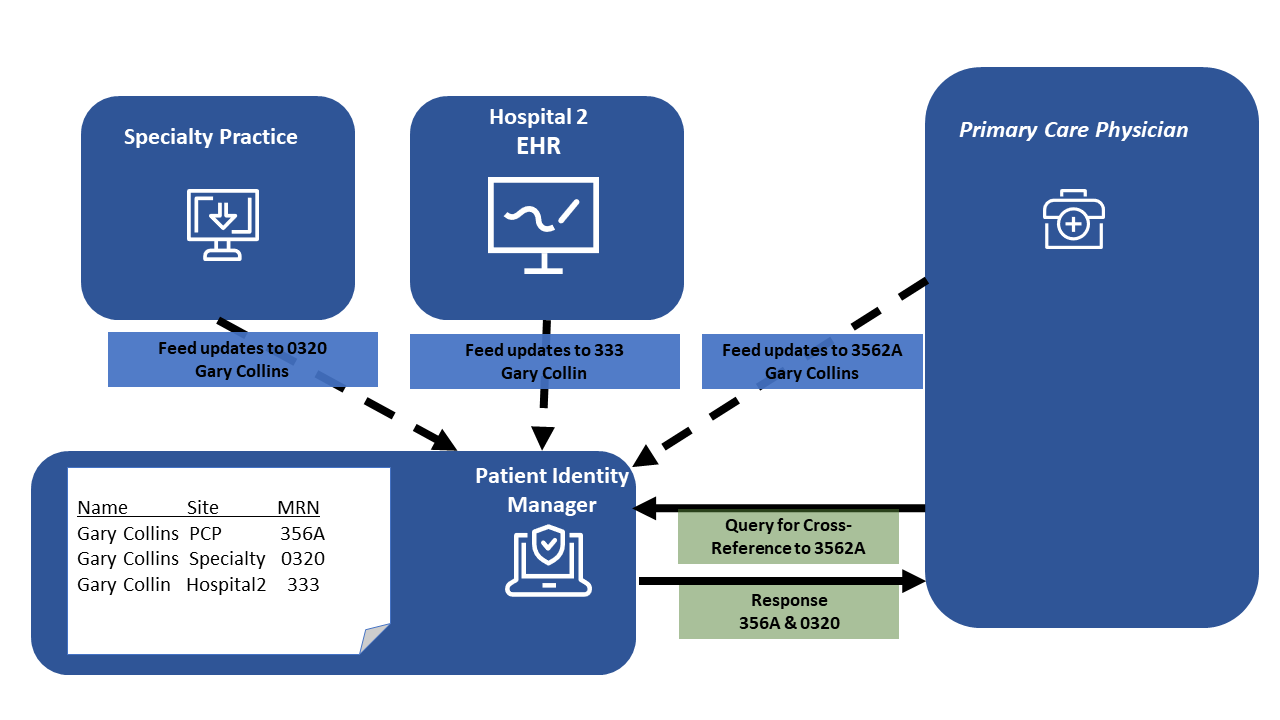 Specialty Practice
Hospital 2
EHR
Primary Care Physician
Feed updates to 0320
Gary Collins
Feed updates to 333
Gary Collin
Feed updates to 3562A
Gary Collins
Patient Identity
Manager
Name Site MRN
Gary Collins PCP 356A
Gary Collins Specialty 0320
Gary Collin Hospital2 333
Query for Cross-
Reference to 3562A
Response
356A & 0320